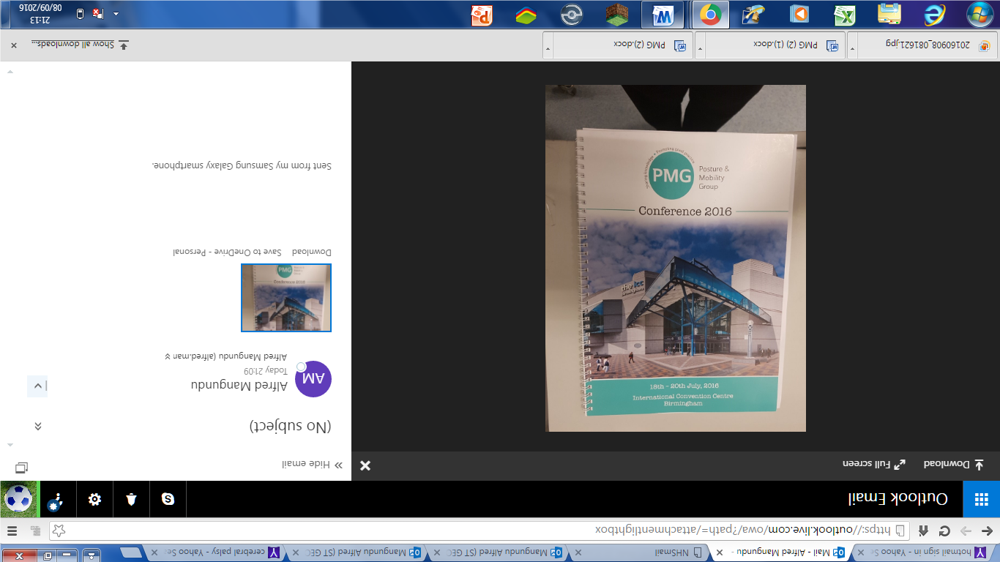 hotmail sign in - Yahoo Se
Mail - Alfred Mangundu -
NHSmail
Mangundu Alfred (ST GEC
Mangundu Alfred (ST GEC
cerebral palsy - Yahoo Sea
https://outlook.live.com/owa/?path=/attachmentlightbox
Outlook Email
Download
Full screen
Hide email
(No subject)
AM
Alfred Mangundu
Today 21:09
Alfred Mangundu (alfred.man
Download
Save to OneDrive - Personal
Sent from my Samsung Galaxy smartphone.
PMG
Posture &
Mobility
Group
Conference 2016
the icc
birmingham
18th – 20th July, 2016
International Convention Centre
Birmingham
20160908_081621.jpg
PMG (2) (1).docx
PMG (2).docx
Show all downloads...
21:13
08/09/2016